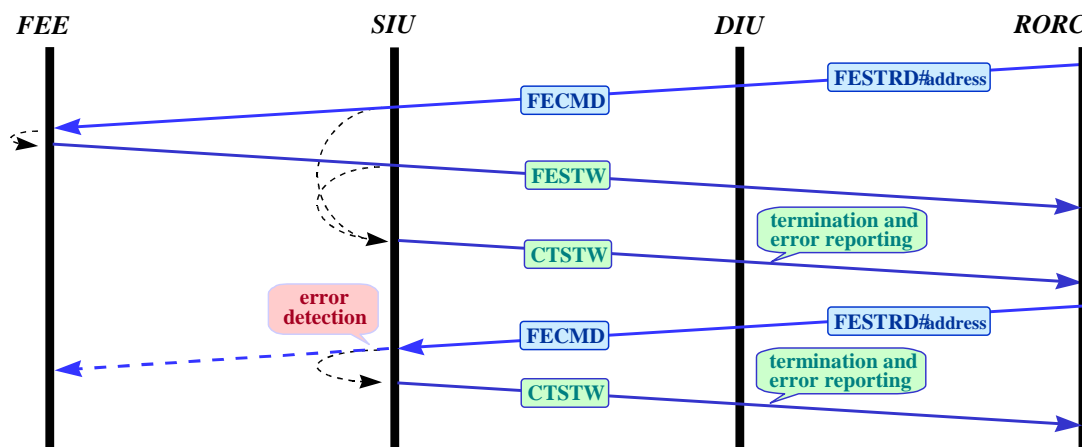 FEE SIU DIU RORC
FESTRD#address
FECMD
FESTW
termination and
error reporting
CTSTW
error
detection
FESTRD#address
FECMD
termination and
error reporting
CTSTW